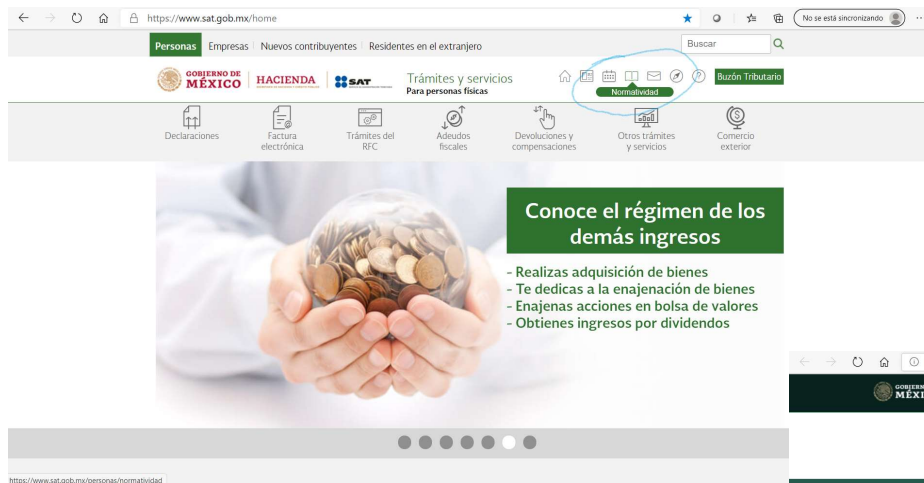 https://www.sat.gob.mx/home
No se está sincronizando
Personas Empresas Nuevos contribuyentes Residentes en el extranjero
Buscar
GOBIERNO DE
MÉXICO
HACIENDA
SAT
Trámites y servicios
Para personas físicas
Normatividad
Buzón Tributario
Declaraciones
Factura
electrónica
Trámites del
RFC
Adeudos
fiscales
Devoluciones y
compensaciones
Otros trámites
y servicios
Comercio
exterior
Conoce el régimen de los
demás ingresos
- Realizas adquisición de bienes
- Te dedicas a la enajenación de bienes
- Enajenas acciones en bolsa de valores
- Obtienes ingresos por dividendos
https://www.sat.gob.mx/personas/normatividad